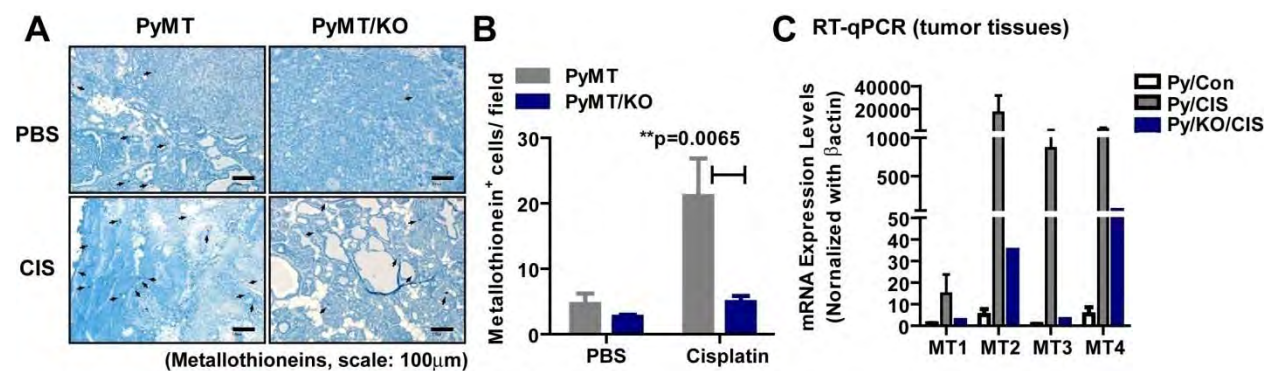 A
PyMT
PyMT/KO
PBS
CIS
(Metallothioneins, scale: 100μm)
B
PyMT
PyMT/KO
Metallothionein⁺ cells/ field
30
20
10
0
**p=0.0065
PBS
Cisplatin
C RT-qPCR (tumor tissues)
mRNA Expression Levels
(Normalized with βactin)
40000
20000
1000
500
50
40
30
20
10
0
Py/Con
Py/CIS
Py/KO/CIS
MT1 MT2 MT3 MT4